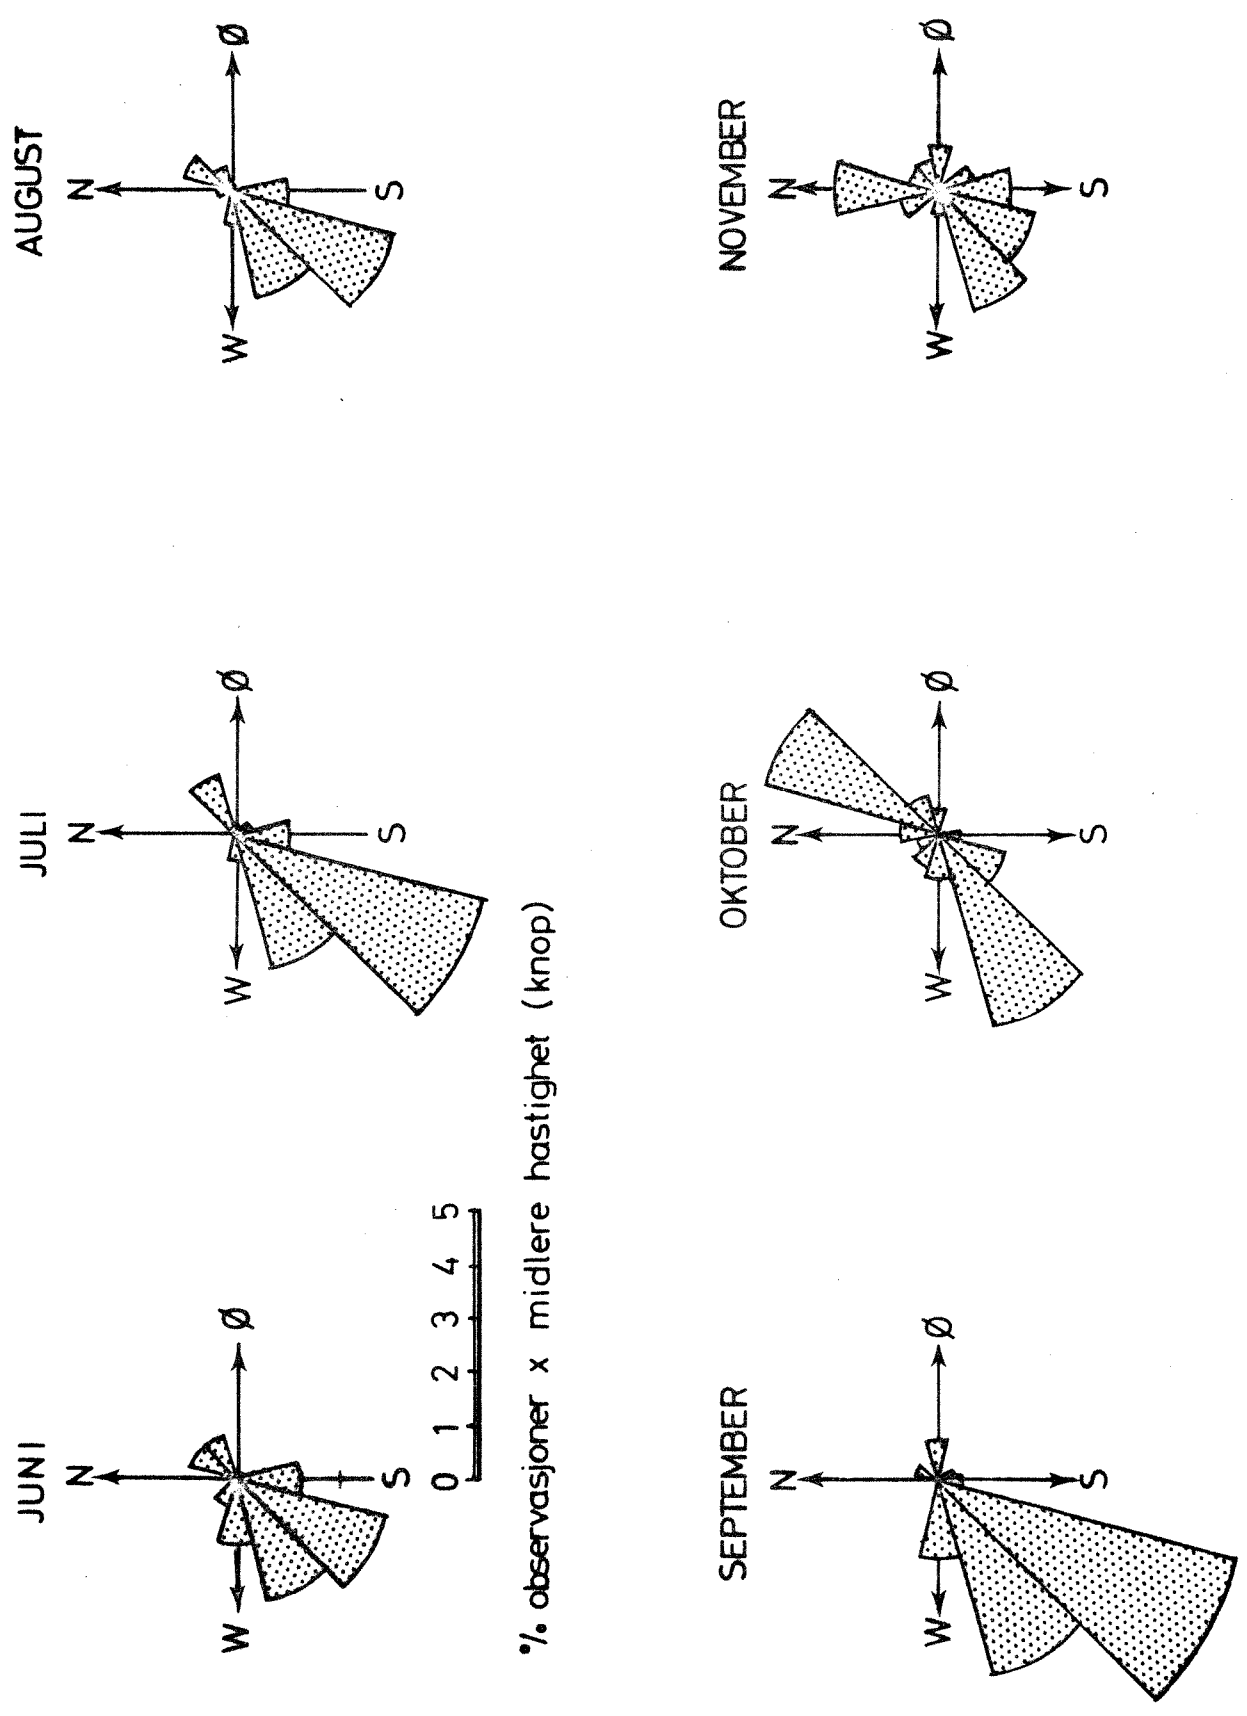 JUNI JULI AUGUST
N N N
W Ø W Ø W Ø
S S S
0 1 2 3 4 5
% observasjoner x midlere hastighet (knop)
SEPTEMBER OKTOBER NOVEMBER
N N N
W Ø W Ø W Ø
S S S